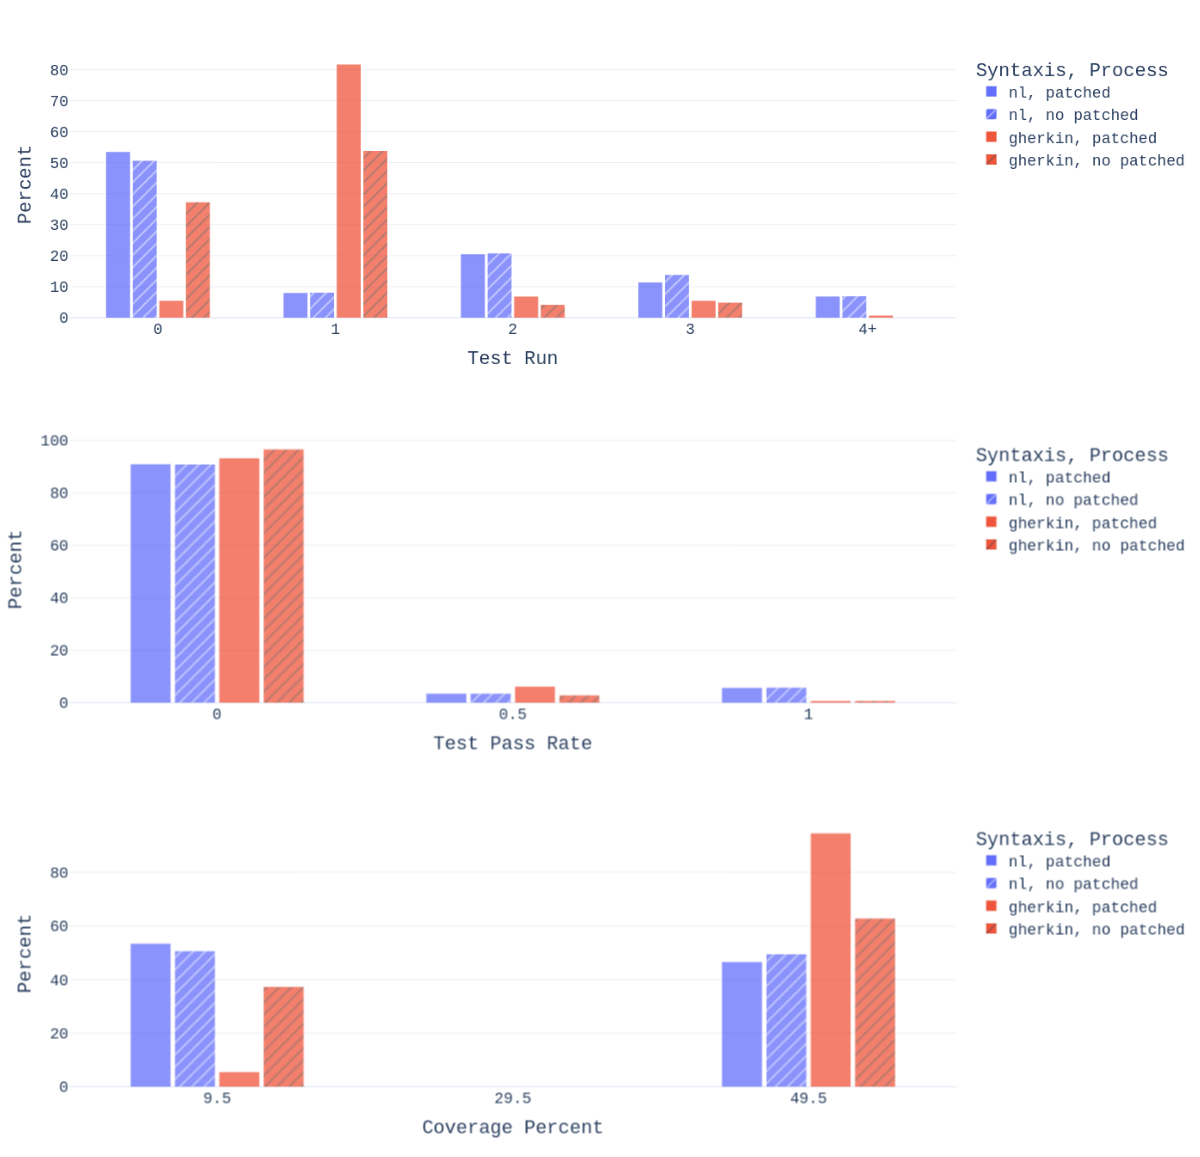 80
70
60
50
40
30
20
10
0
Percent
0 1 2 3 4+
Test Run
Syntaxis, Process
nl, patched
nl, no patched
gherkin, patched
gherkin, no patched
100
80
60
40
20
0
Percent
0 0.5 1
Test Pass Rate
Syntaxis, Process
nl, patched
nl, no patched
gherkin, patched
gherkin, no patched
80
60
40
20
0
Percent
9.5 29.5 49.5
Coverage Percent
Syntaxis, Process
nl, patched
nl, no patched
gherkin, patched
gherkin, no patched